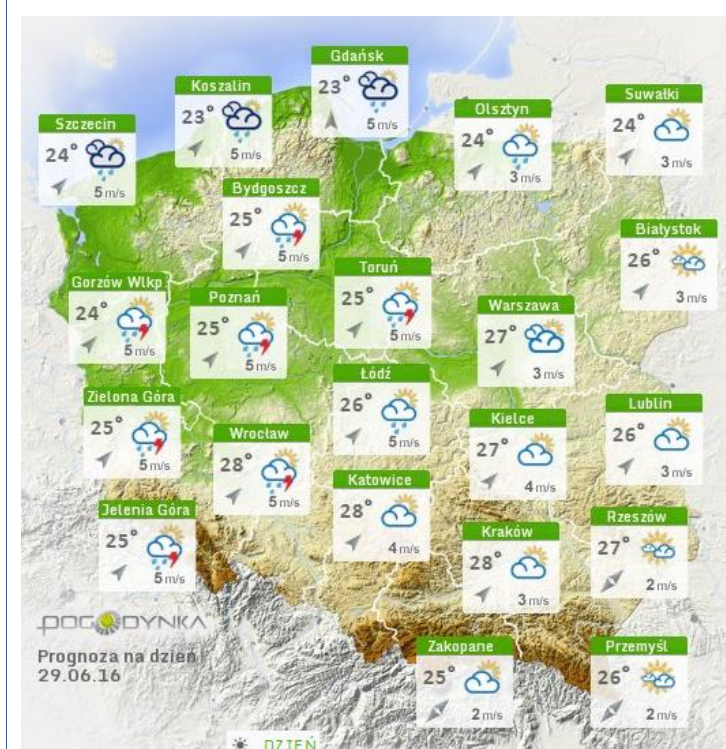 Gdańsk
23°
5 m/s
Koszalin
23°
5 m/s
Olsztyn
24°
3 m/s
Suwałki
24°
3 m/s
Szczecin
24°
5 m/s
Bydgoszcz
25°
5 m/s
Białystok
26°
3 m/s
Toruń
25°
5 m/s
Gorzów Wlkp
24°
5 m/s
Poznań
25°
5 m/s
Warszawa
27°
3 m/s
Łódź
26°
5 m/s
Zielona Góra
25°
5 m/s
Lublin
26°
3 m/s
Kielce
27°
4 m/s
Wrocław
28°
5 m/s
Katowice
28°
4 m/s
Jelenia Góra
25°
5 m/s
Rzeszów
27°
2 m/s
Kraków
28°
3 m/s
POGODYNKA
Prognoza na dzień
29.06.16
Zakopane
25°
2 m/s
Przemyśl
26°
2 m/s
DZIEŃ